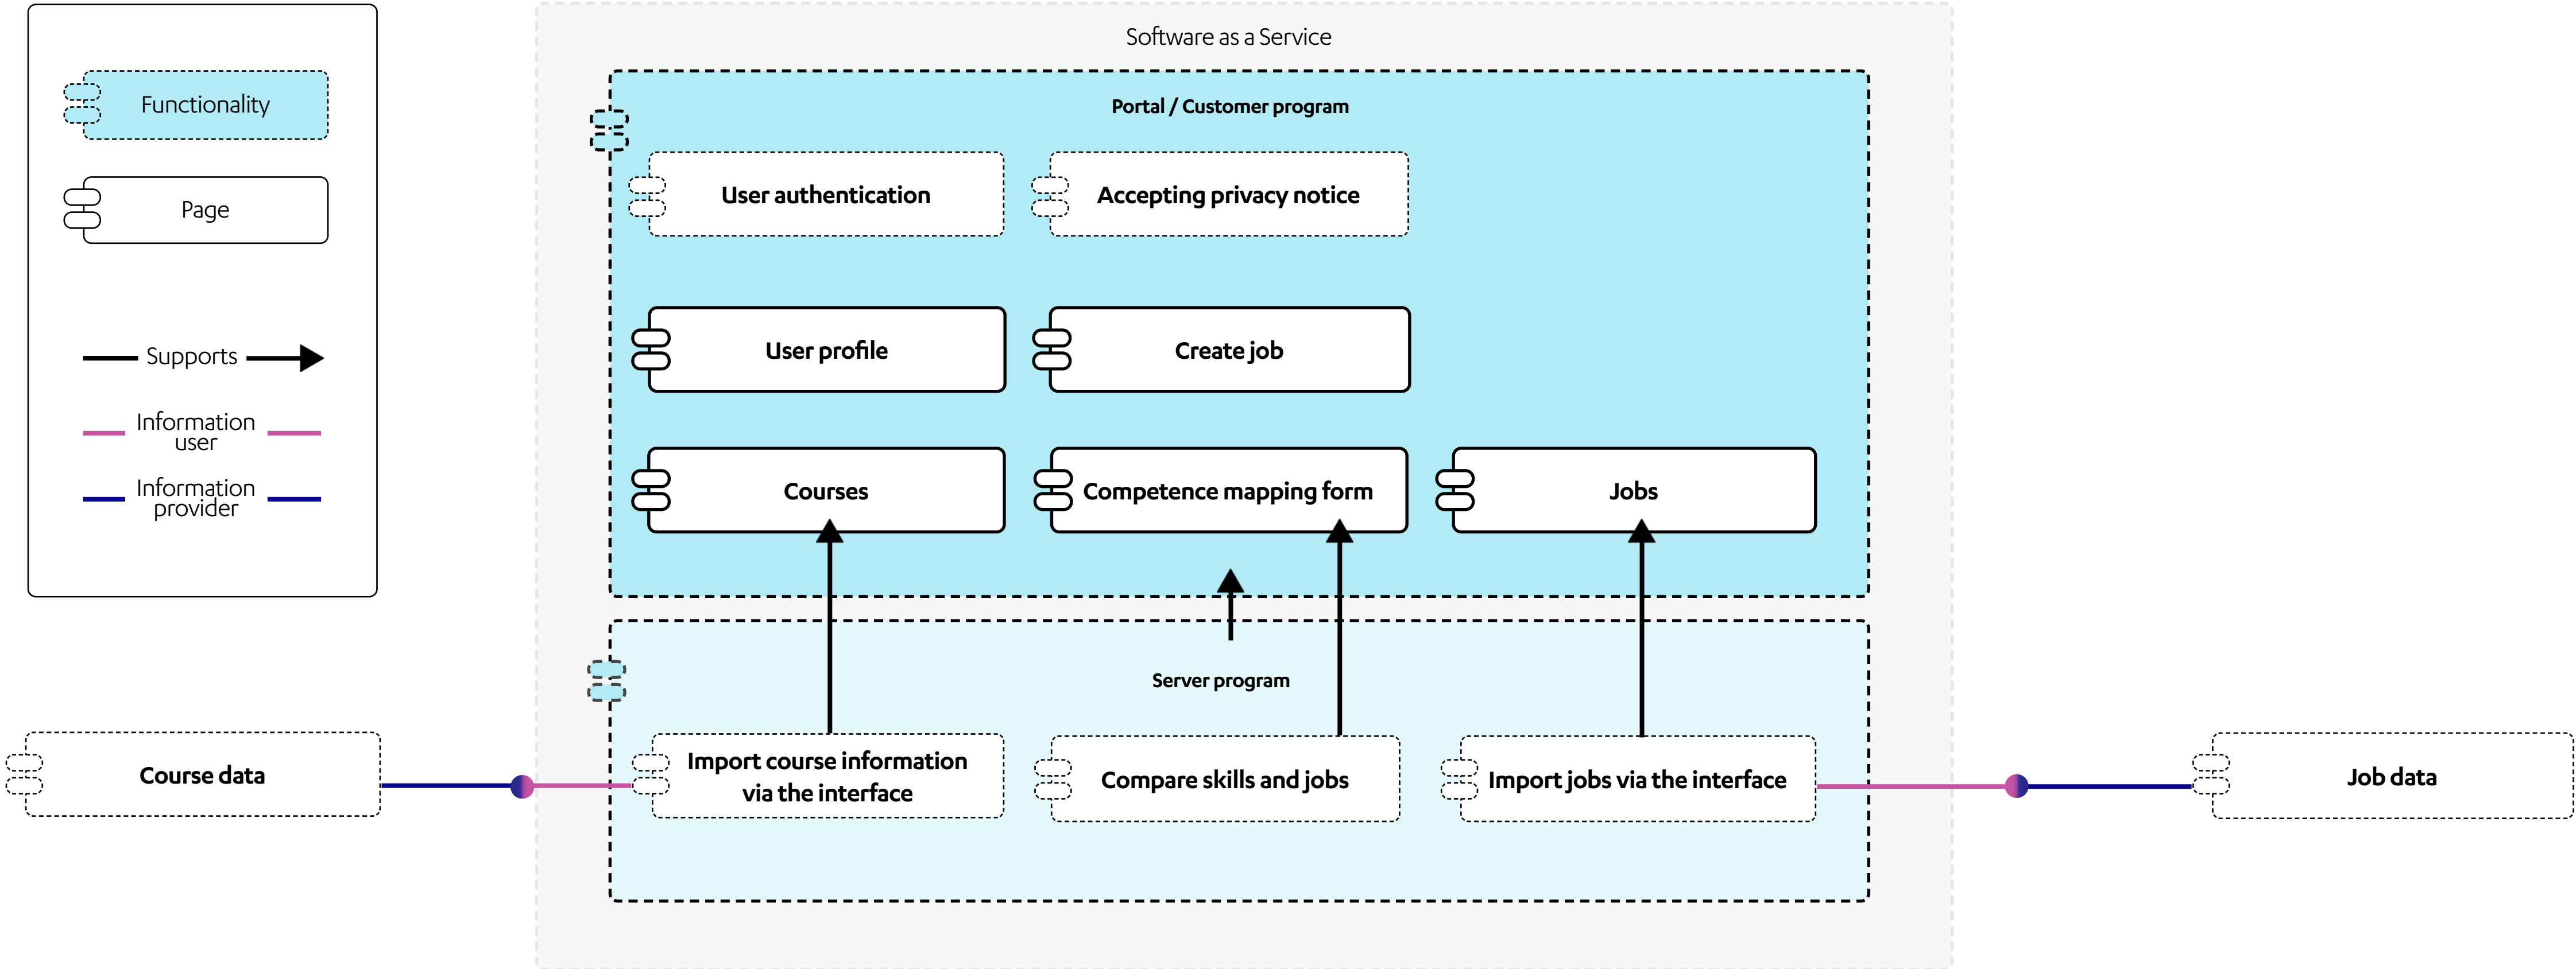 Functionality
Page
Supports
Information
user
Information
provider
Software as a Service
Portal / Customer program
User authentication
Accepting privacy notice
User profile
Create job
Courses
Competence mapping form
Jobs
Server program
Course data
Import course information
via the interface
Compare skills and jobs
Import jobs via the interface
Job data